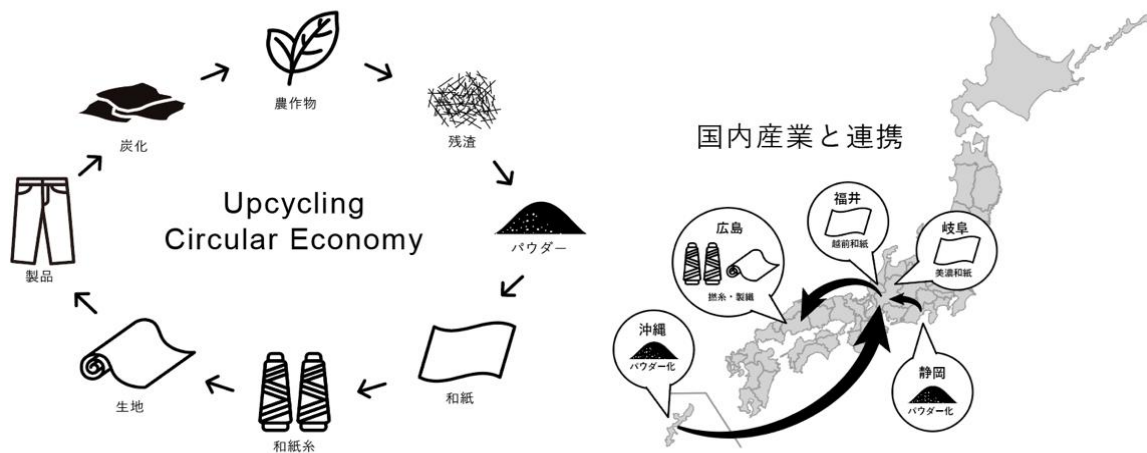 農作物
残渣
パウダー
和紙
和紙糸
生地
製品
炭化
Upcycling
Circular Economy
国内産業と連携
福井
越前和紙
岐阜
美濃和紙
広島
撚糸・製織
沖縄
パウダー化
静岡
パウダー化